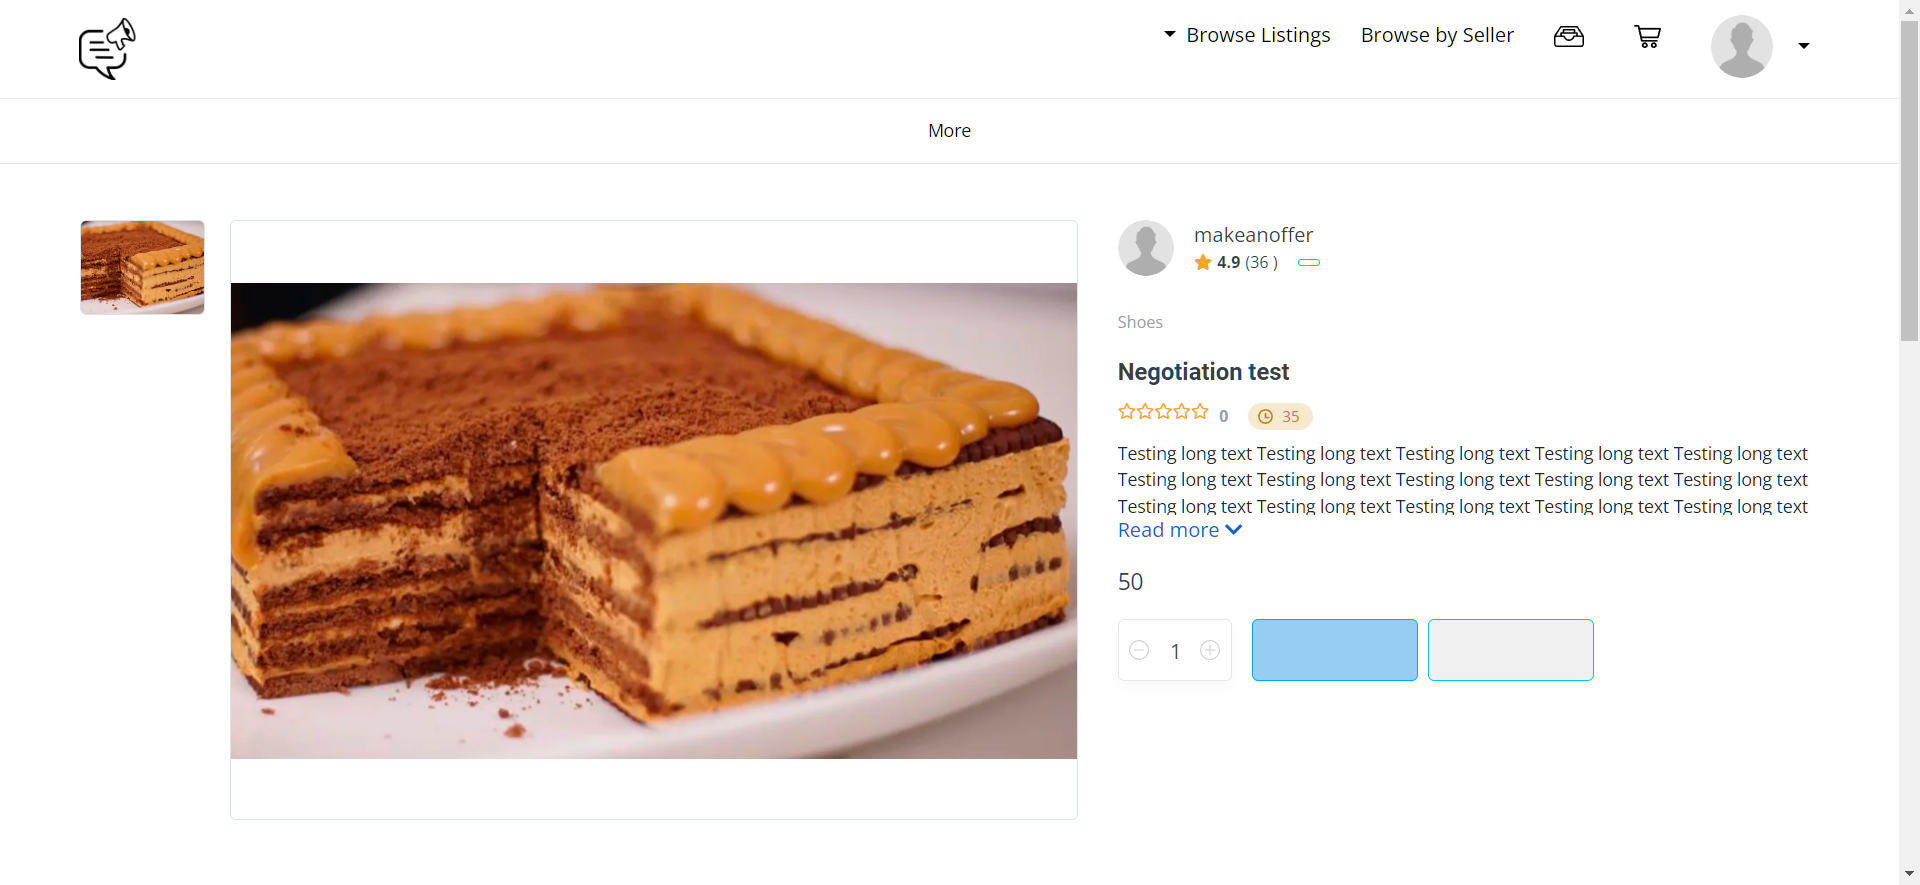 Browse Listings
Browse by Seller
More
makeanoffer
4.9 (36 )
Shoes
Negotiation test
0
35
Testing long text Testing long text Testing long text Testing long text Testing long text
Testing long text Testing long text Testing long text Testing long text Testing long text
Testing long text Testing long text Testing long text Testing long text Testing long text
Read more
50
1